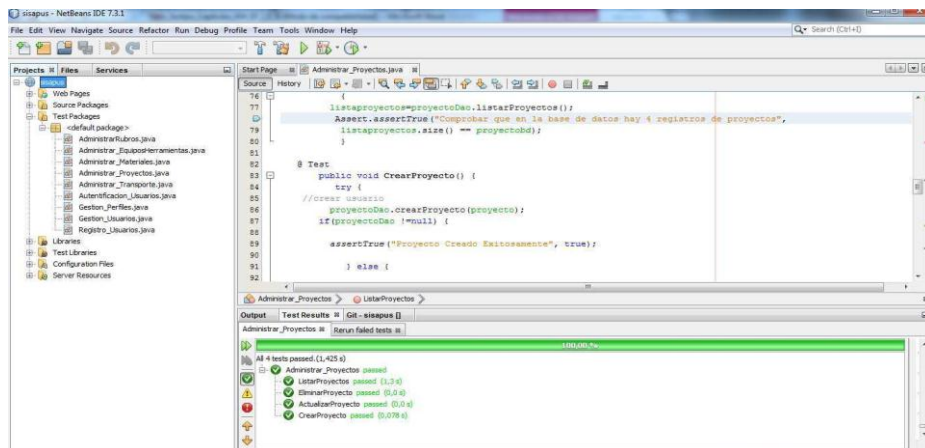 sisapus - NetBeans IDE 7.3.1
File Edit View Navigate Source Refactor Run Debug Profile Team Tools Window Help
Search (Ctrl+I)
Projects Files Services
Start Page Administrar_Proyectos.java
Source History
sisapus
Web Pages
Source Packages
Test Packages
<default package>
AdministrarRubros.java
Administrar_EquiposHerramientas.java
Administrar_Materiales.java
Administrar_Proyectos.java
Administrar_Transporte.java
Autentificacion_Usuarios.java
Gestion_Perfiles.java
Gestion_Usuarios.java
Registro_Usuarios.java
Libraries
Test Libraries
Configuration Files
Server Resources
76 {
77 listaproyectos=proyectoDao.listarProyectos();
Assert.assertTrue("Comprobar que en la base de datos hay 4 registros de proyectos",
79 listaproyectos.size() == proyectobd);
80 }
81
82 @ Test
83 public void CrearProyecto() {
84 try {
85 //crear usuario
86 proyectoDao.crearProyecto(proyecto);
87 if(proyectoDao !=null) {
88
89 assertTrue("Proyecto Creado Exitosamente", true);
90
91 } else {
92
Administrar_Proyectos ListarProyectos
Output Test Results Git - sisapus []
Administrar_Proyectos Rerun failed tests
100,00 %
All 4 tests passed.(1,425 s)
Administrar_Proyectos passed
ListarProyectos passed (1,3 s)
EliminarProyecto passed (0,0 s)
ActualizarProyecto passed (0,0 s)
CrearProyecto passed (0,078 s)